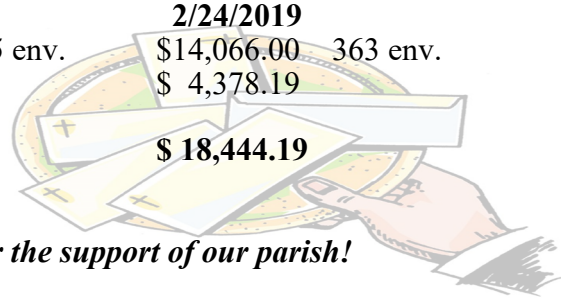 2/24/2019
env. $14,066.00 363 env.
$ 4,378.19
$ 18,444.19
the support of our parish!